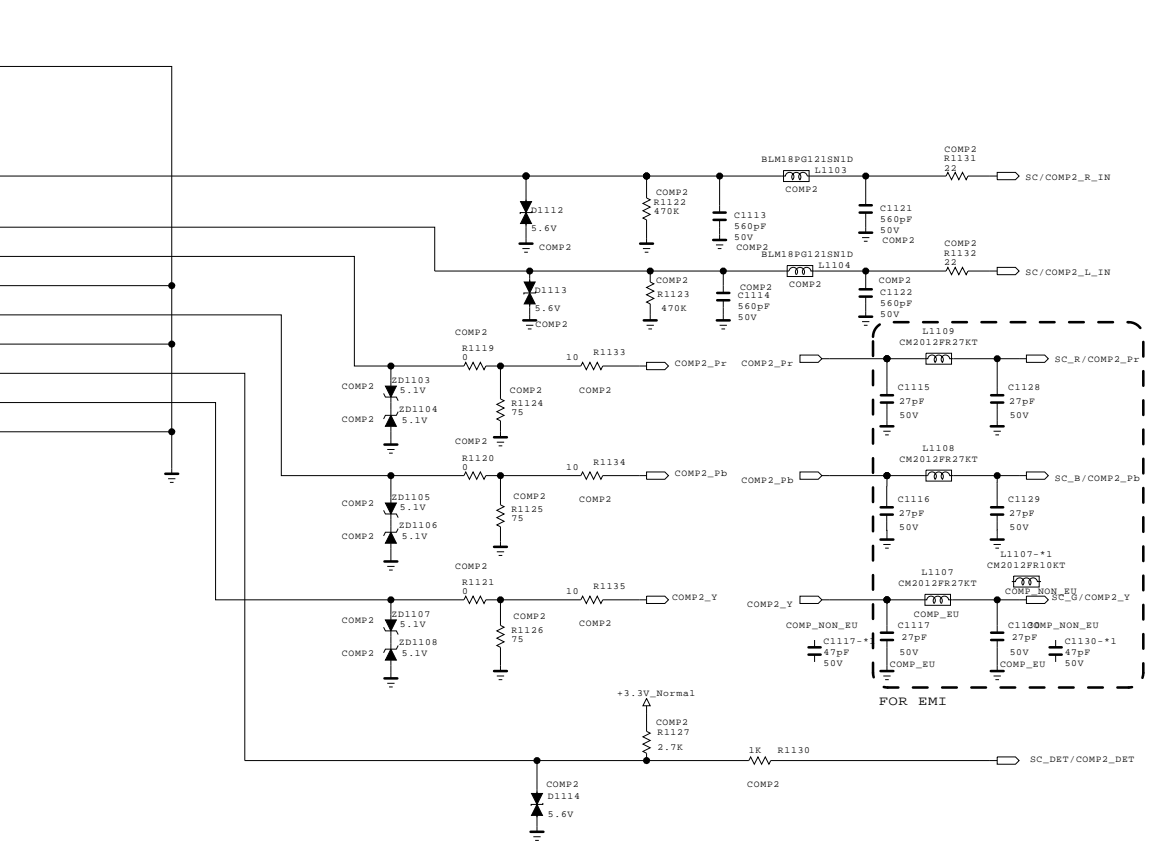 COMP2
R1131
22
BLM18PG121SN1D
L1103
COMP2
SC/COMP2_R_IN
D1112
5.6V
COMP2
COMP2
R1122
470K
C1113
560pF
50V
COMP2
C1121
560pF
50V
COMP2
COMP2
R1132
22
BLM18PG121SN1D
L1104
COMP2
SC/COMP2_L_IN
D1113
5.6V
COMP2
COMP2
R1123
470K
COMP2
C1114
560pF
50V
COMP2
C1122
560pF
50V
COMP2
R1119
0
10 R1133
COMP2_Pr
COMP2
COMP2
ZD1103
5.1V
COMP2
ZD1104
5.1V
COMP2
R1124
75
COMP2_Pr
L1109
CM2012FR27KT
SC_R/COMP2_Pr
C1115
27pF
50V
C1128
27pF
50V
COMP2
R1120
0
10 R1134
COMP2_Pb
COMP2
COMP2
ZD1105
5.1V
COMP2
ZD1106
5.1V
COMP2
R1125
75
COMP2_Pb
L1108
CM2012FR27KT
SC_B/COMP2_Pb
C1116
27pF
50V
C1129
27pF
50V
COMP2
R1121
0
10 R1135
COMP2_Y
COMP2
COMP2
ZD1107
5.1V
COMP2
ZD1108
5.1V
COMP2
R1126
75
COMP2_Y
L1107
CM2012FR27KT
COMP_EU
L1107-*1
CM2012FR10KT
COMP_NON_EU
SC_G/COMP2_Y
COMP_NON_EU
C1117-*1
47pF
50V
C1117
27pF
50V
COMP_EU
C1130
27pF
50V
COMP_EU
COMP_NON_EU
C1130-*1
47pF
50V
FOR EMI
+3.3V_Normal
COMP2
R1127
2.7K
1K R1130
COMP2
SC_DET/COMP2_DET
COMP2
D1114
5.6V